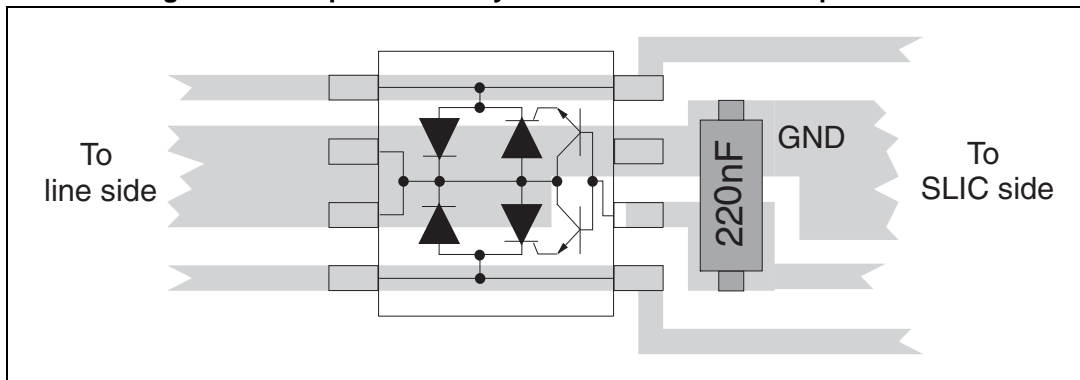 To
line side
220nF
GND
To
SLIC side